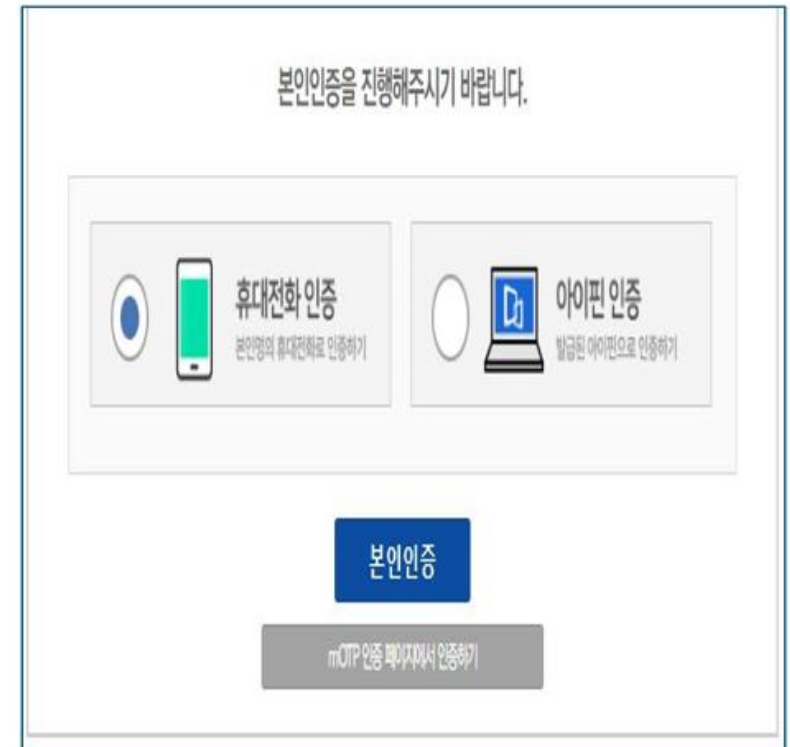 본인인증을 진행해주시기 바랍니다.
휴대전화 인증
본인명의 휴대전화로 인증하기
아이핀 인증
발급된 아이핀으로 인증하기
본인인증
mOTP 인증 페이지에서 인증하기